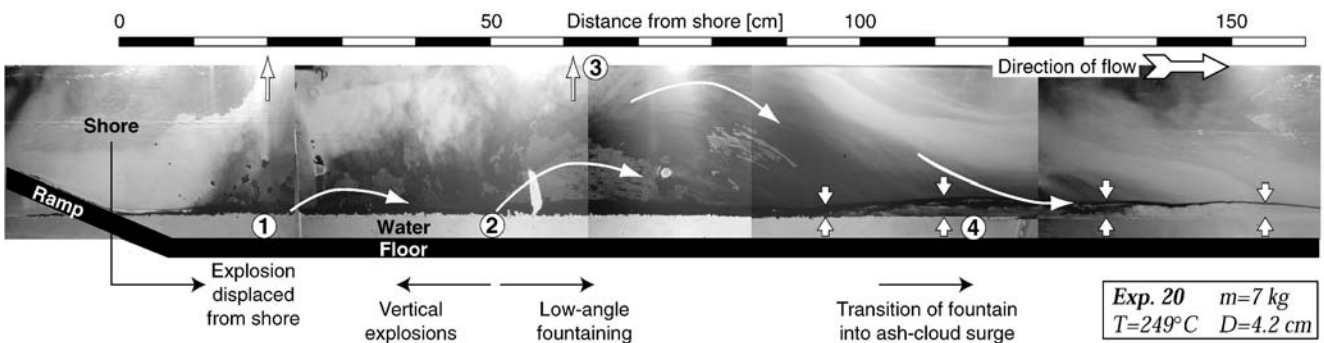 0 50 Distance from shore [cm] 100 150
3
Direction of flow
Shore
Ramp
1 Water 2 4
Floor
Explosion
displaced
from shore
Vertical
explosions
Low-angle
fountaining
Transition of fountain
into ash-cloud surge
Exp. 20 m=7 kg
T=249°C D=4.2 cm